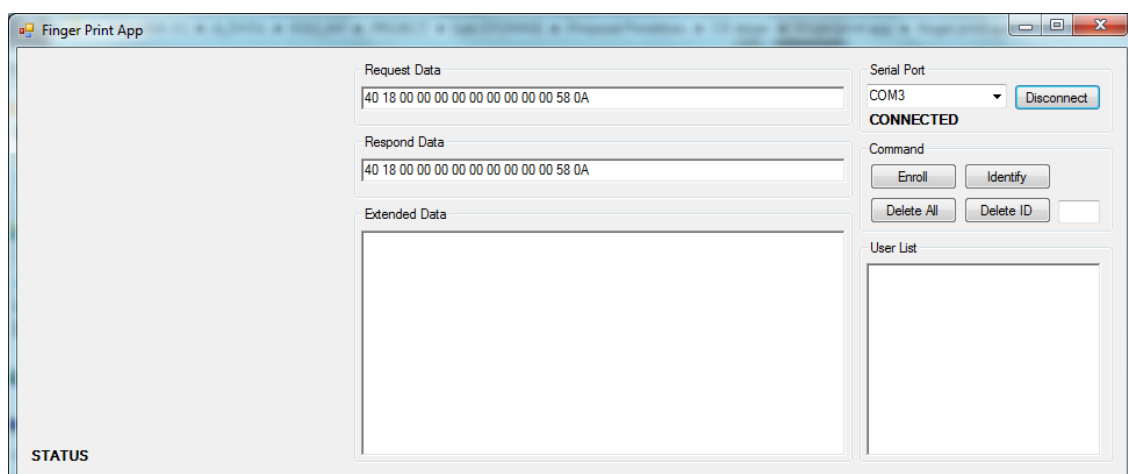 Finger Print App
Request Data
40 18 00 00 00 00 00 00 00 00 00 58 0A
Respond Data
40 18 00 00 00 00 00 00 00 00 00 58 0A
Extended Data
Serial Port
COM3
Disconnect
CONNECTED
Command
Enroll
Identify
Delete All
Delete ID
User List
STATUS